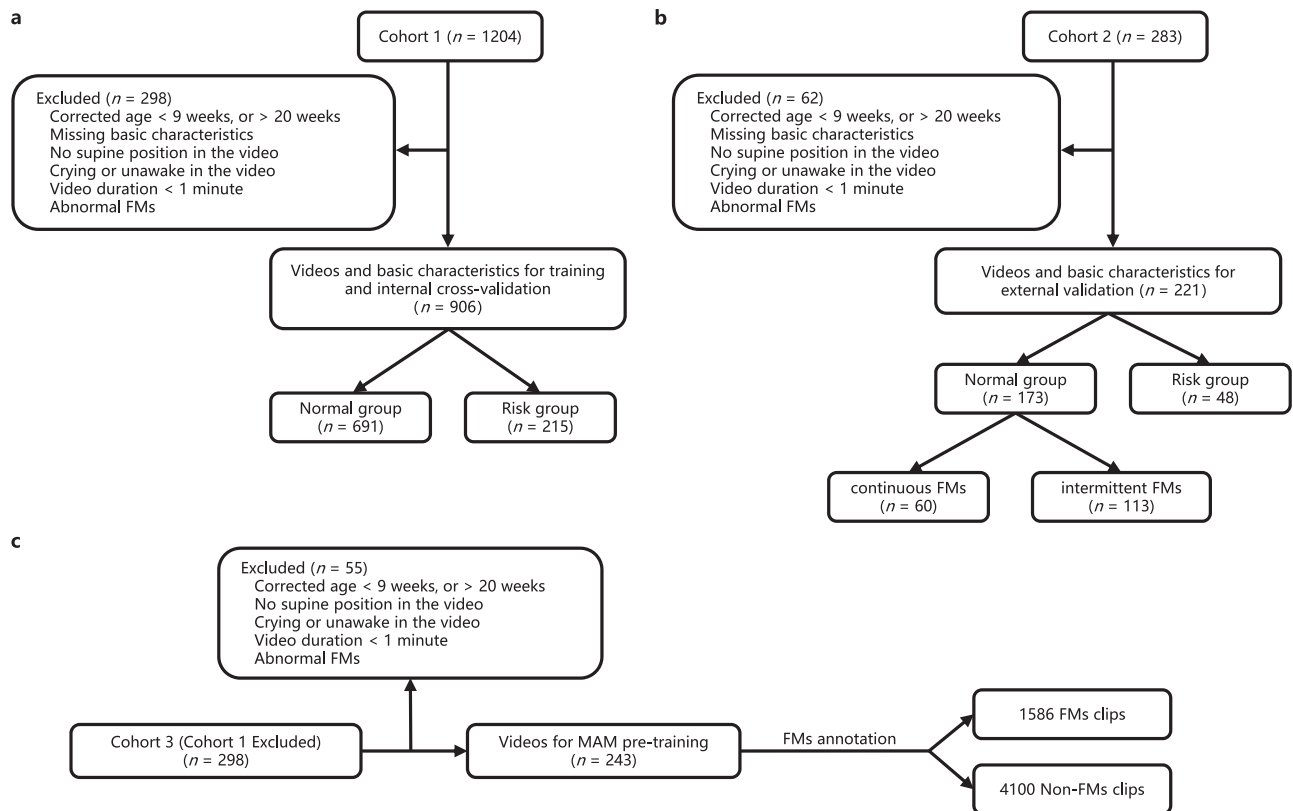 a
Cohort 1 (n = 1204)
Excluded (n = 298)
Corrected age < 9 weeks, or > 20 weeks
Missing basic characteristics
No supine position in the video
Crying or unawake in the video
Video duration < 1 minute
Abnormal FMs
Videos and basic characteristics for training
and internal cross-validation
(n = 906)
Normal group
(n = 691)
Risk group
(n = 215)
b
Cohort 2 (n = 283)
Excluded (n = 62)
Corrected age < 9 weeks, or > 20 weeks
Missing basic characteristics
No supine position in the video
Crying or unawake in the video
Video duration < 1 minute
Abnormal FMs
Videos and basic characteristics for
external validation (n = 221)
Normal group
(n = 173)
Risk group
(n = 48)
continuous FMs
(n = 60)
intermittent FMs
(n = 113)
c
Excluded (n = 55)
Corrected age < 9 weeks, or > 20 weeks
No supine position in the video
Crying or unawake in the video
Video duration < 1 minute
Abnormal FMs
Cohort 3 (Cohort 1 Excluded)
(n = 298)
Videos for MAM pre-training
(n = 243)
FMs annotation
1586 FMs clips
4100 Non-FMs clips